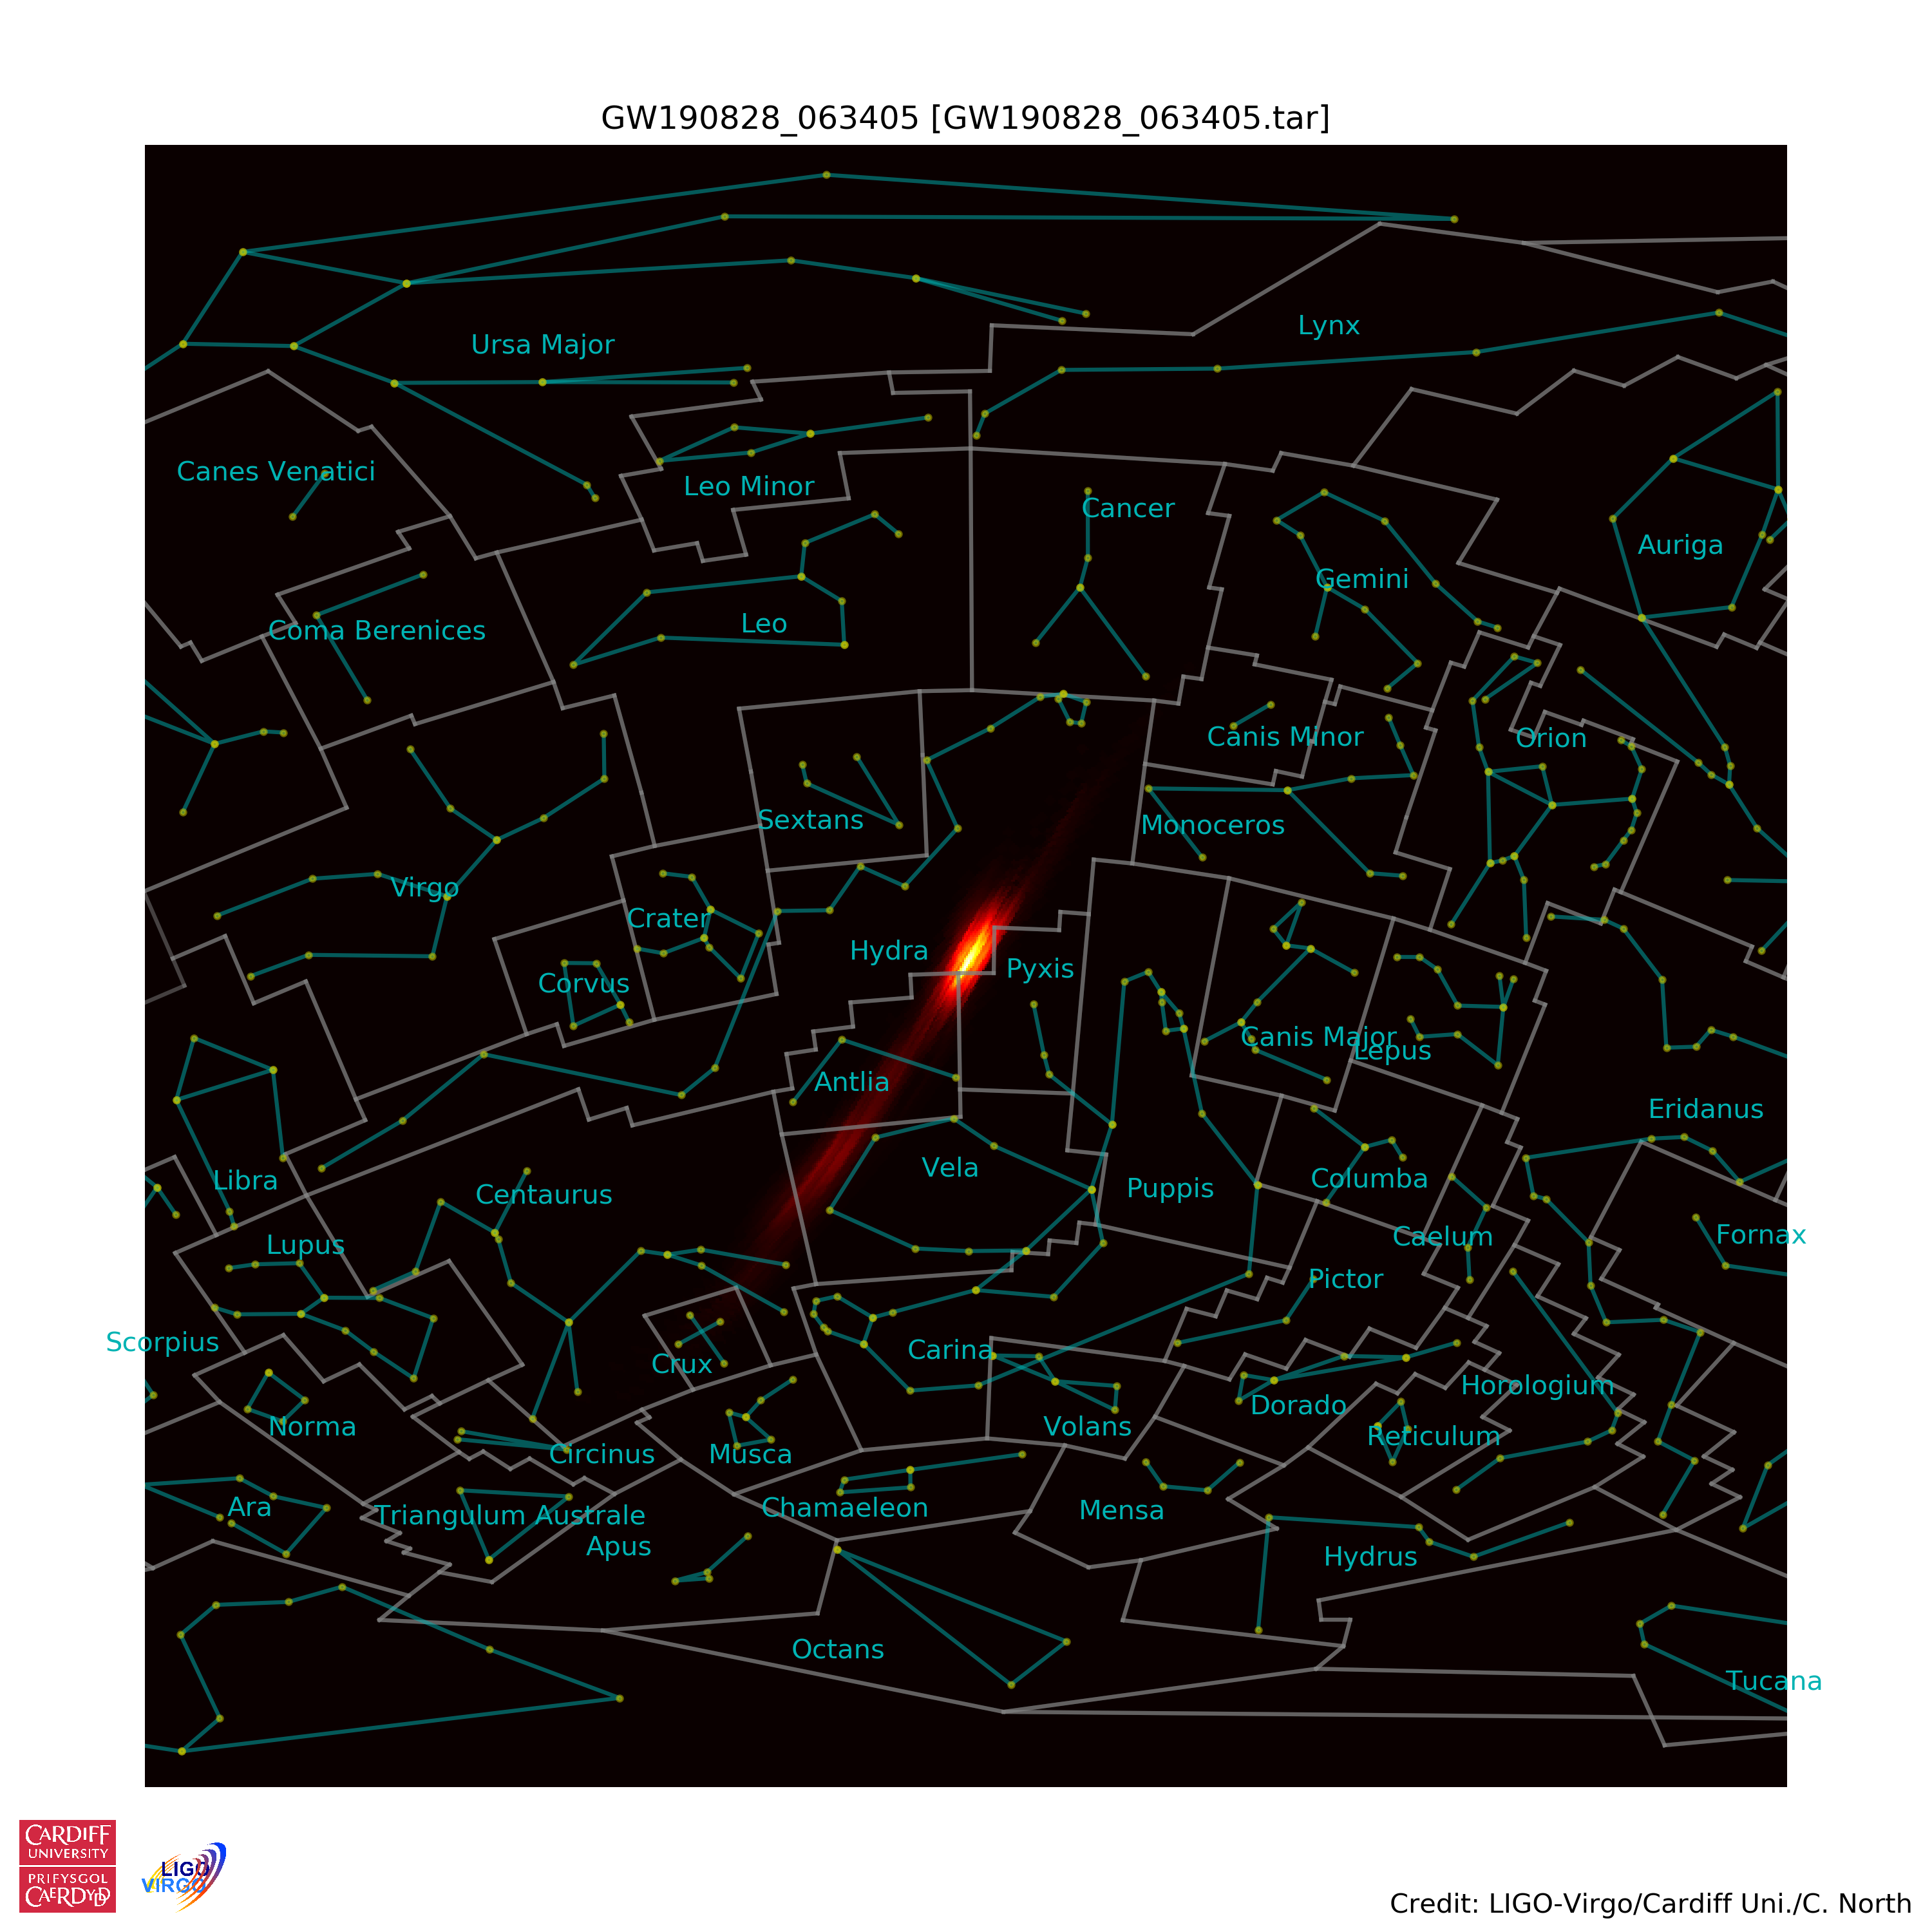 GW190828_063405 [GW190828_063405.tar]
Lynx
Ursa Major
Canes Venatici
Leo Minor
Cancer
Auriga
Gemini
Leo
Coma Berenices
Canis Minor
Orion
Sextans
Monoceros
Virgo
Crater
Hydra
Pyxis
Corvus
Canis Major
Lepus
Antlia
Eridanus
Vela
Libra
Columba
Puppis
Centaurus
Fornax
Caelum
Lupus
Pictor
Scorpius
Carina
Crux
Horologium
Dorado
Norma
Volans
Reticulum
Circinus
Musca
Ara
Chamaeleon
Mensa
Triangulum Australe
Apus
Hydrus
Octans
Tucana
CARDIFF
UNIVERSITY
PRIFYSGOL
CAERDYDD
LIGO
VIRGO
Credit: LIGO-Virgo/Cardiff Uni./C. North